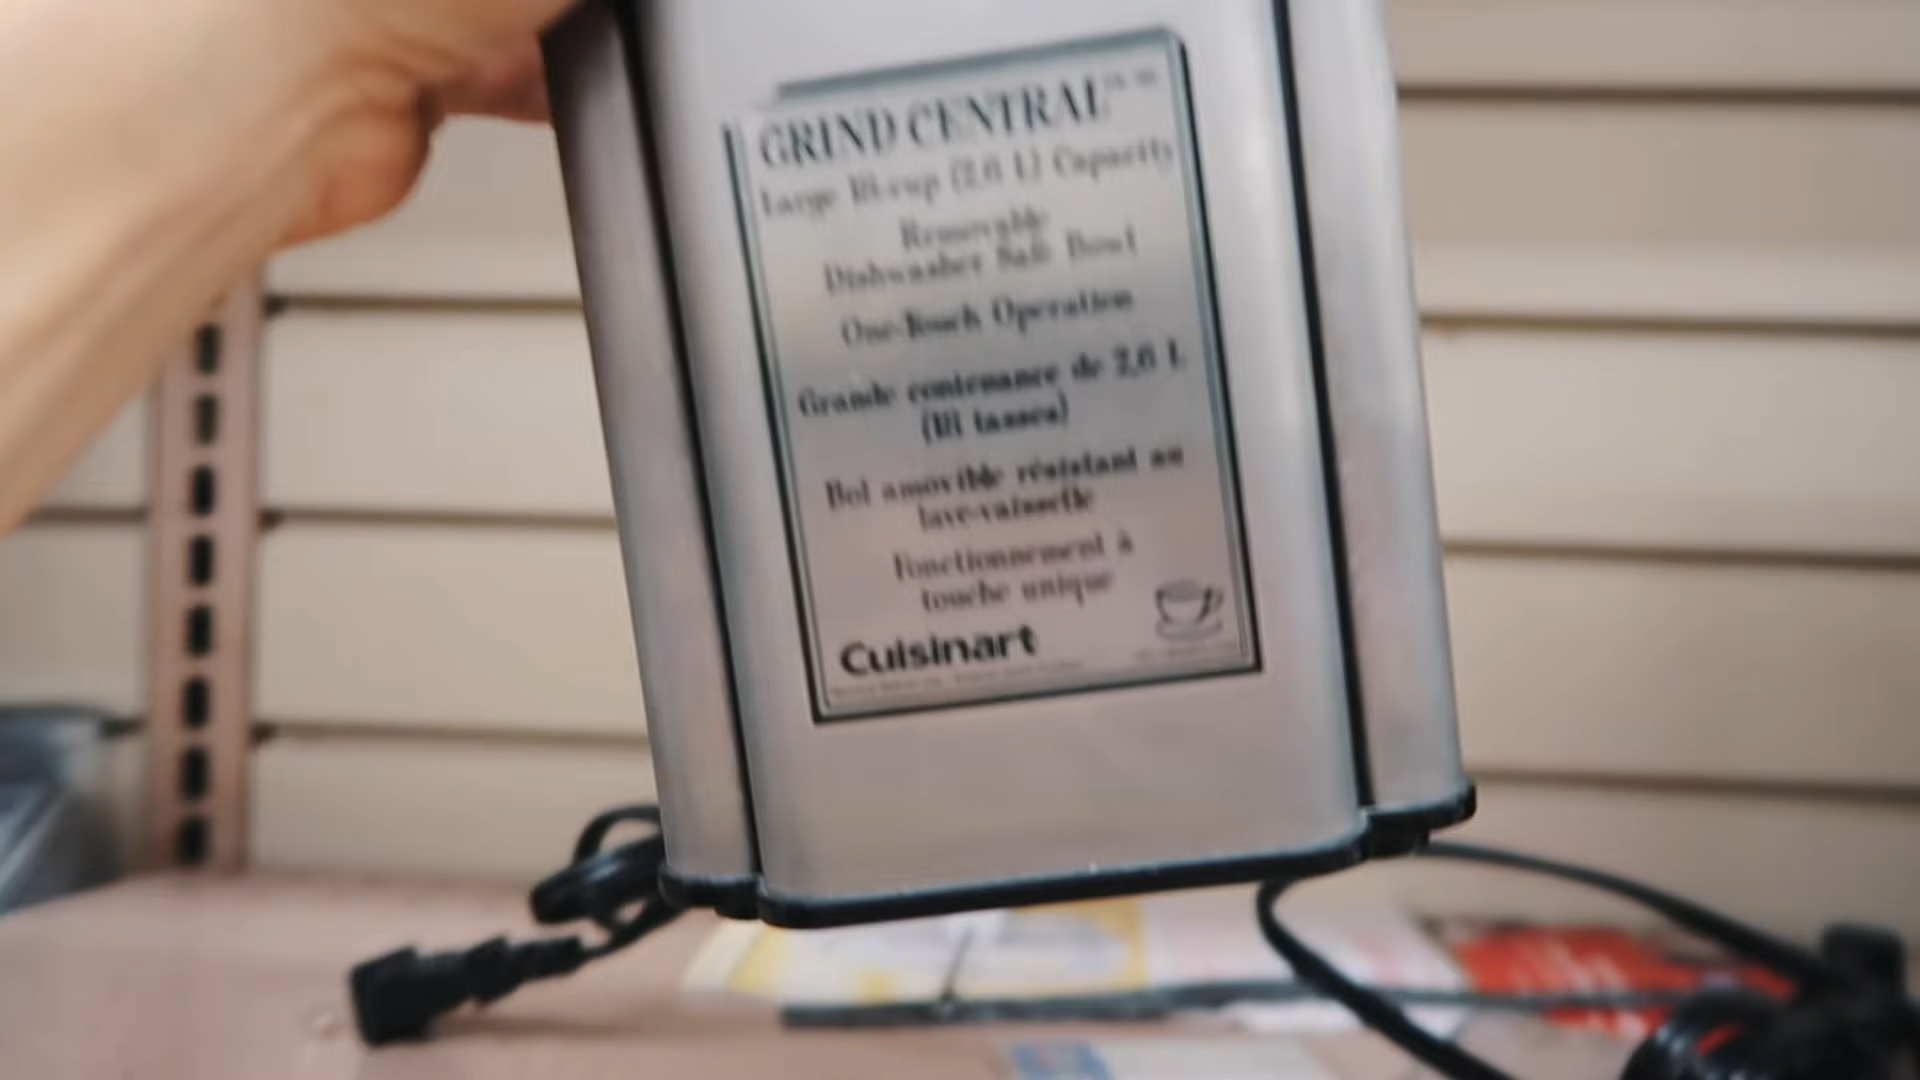 GRIND CENTRAL
Large 18-cup (2.6 L) Capacity
Removable
Dishwasher Safe Bowl
One-Touch Operation
Grande contenance de 2,6 L
(18 tasses)
Bol amovible résistant au
lave-vaisselle
Fonctionnement à
touche unique
Cuisinart